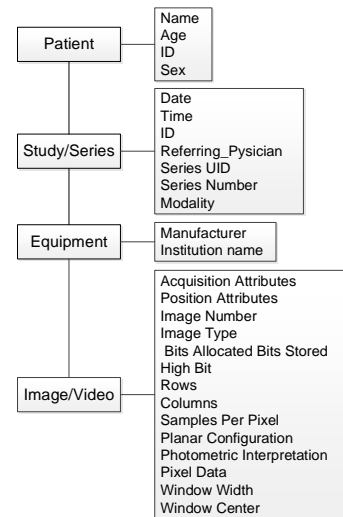 Patient
Name
Age
ID
Sex
Study/Series
Date
Time
ID
Referring_Pysician
Series UID
Series Number
Modality
Equipment
Manufacturer
Institution name
Image/Video
Acquisition Attributes
Position Attributes
Image Number
Image Type
Bits Allocated Bits Stored
High Bit
Rows
Columns
Samples Per Pixel
Planar Configuration
Photometric Interpretation
Pixel Data
Window Width
Window Center